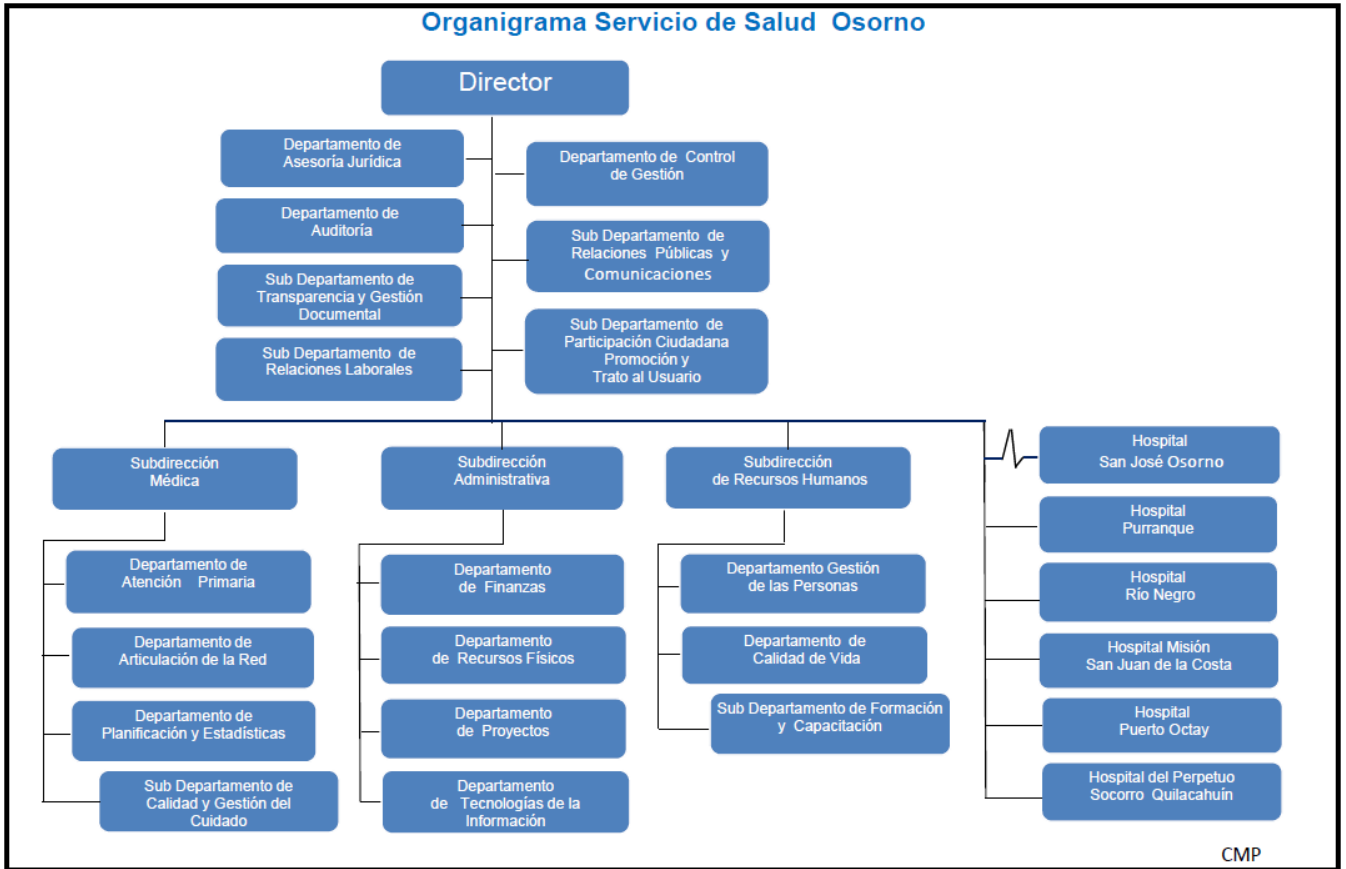 Organigrama Servicio de Salud Osorno
Director
Departamento de
Asesoría Jurídica
Departamento de Control
de Gestión
Departamento de
Auditoría
Sub Departamento de
Relaciones Públicas y
Comunicaciones
Sub Departamento de
Transparencia y Gestión
Documental
Sub Departamento de
Participación Ciudadana
Promoción y
Trato al Usuario
Sub Departamento de
Relaciones Laborales
Subdirección
Médica
Departamento de
Atención Primaria
Departamento de
Articulación de la Red
Departamento de
Planificación y Estadísticas
Sub Departamento de
Calidad y Gestión del
Cuidado
Subdirección
Administrativa
Departamento
de Finanzas
Departamento
de Recursos Físicos
Departamento
de Proyectos
Departamento
de Tecnologías de la
Información
Subdirección
de Recursos Humanos
Departamento Gestión
de las Personas
Departamento de
Calidad de Vida
Sub Departamento de Formación
y Capacitación
Hospital
San José Osorno
Hospital
Purranque
Hospital
Río Negro
Hospital Misión
San Juan de la Costa
Hospital
Puerto Octay
Hospital del Perpetuo
Socorro Quilacahuín
CMP